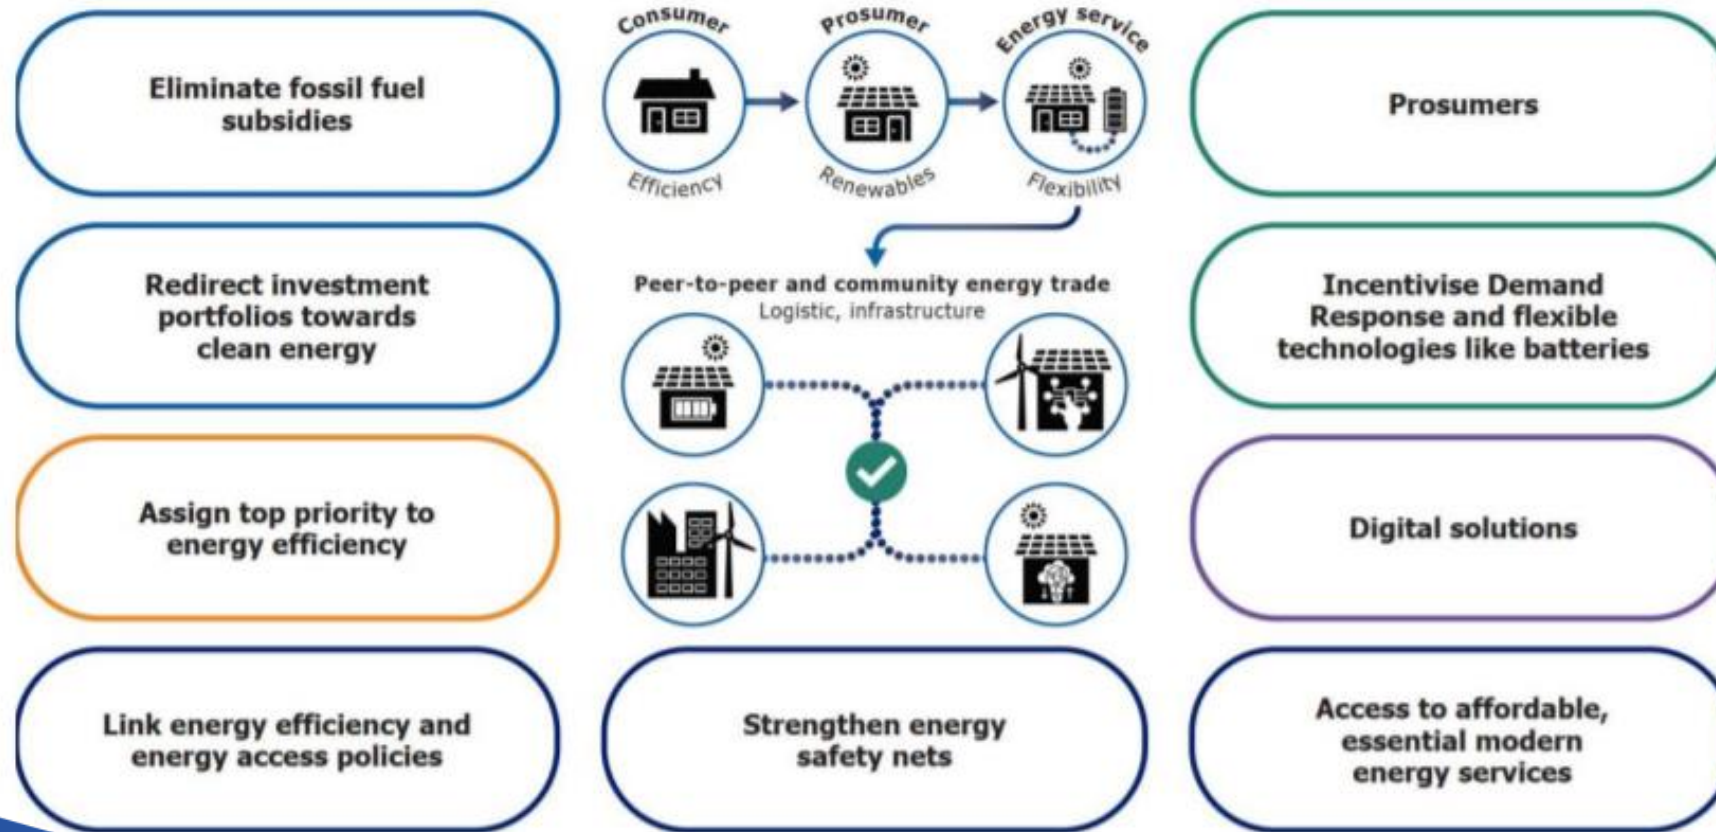 Eliminate fossil fuel
subsidies
Consumer
Prosumer
Energy service
Efficiency
Renewables
Flexibility
Prosumers
Redirect investment
portfolios towards
clean energy
Peer-to-peer and community energy trade
Logistic, infrastructure
Incentivise Demand
Response and flexible
technologies like batteries
Assign top priority to
energy efficiency
Digital solutions
Link energy efficiency and
energy access policies
Strengthen energy
safety nets
Access to affordable,
essential modern
energy services